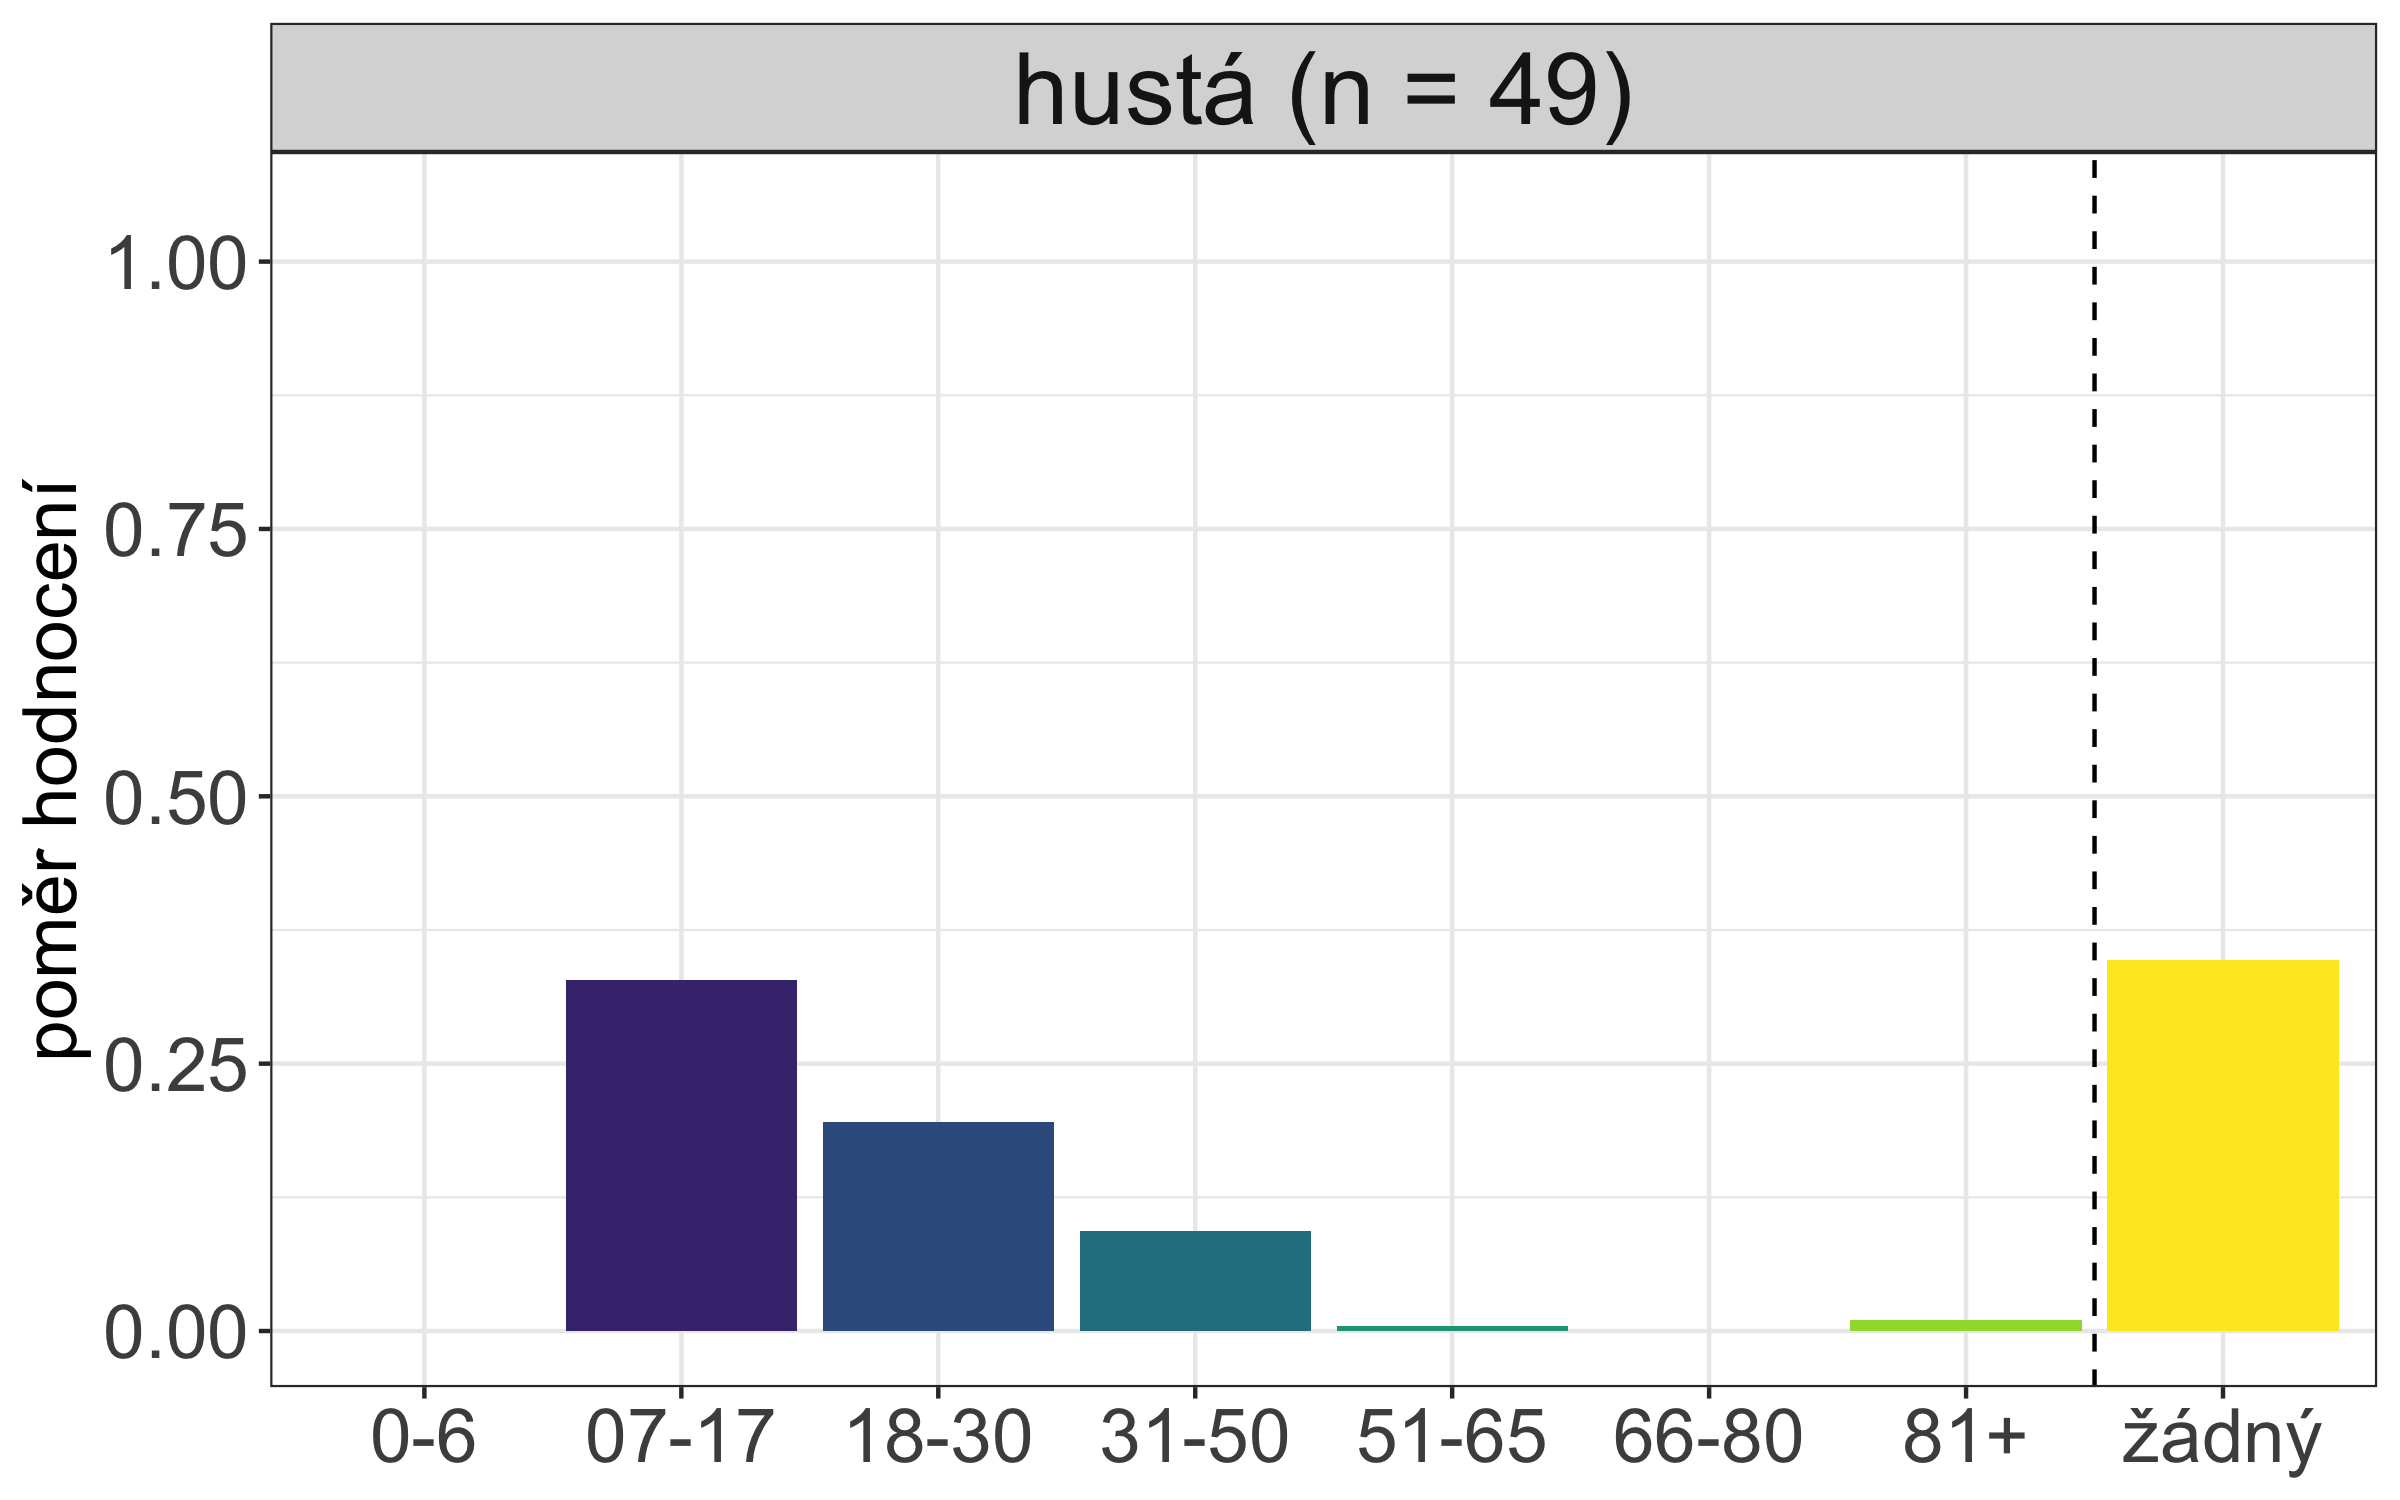 hustá (n = 49)
poměr hodnocení
1.00
0.75
0.50
0.25
0.00
0-6 07-17 18-30 31-50 51-65 66-80 81+ žádný